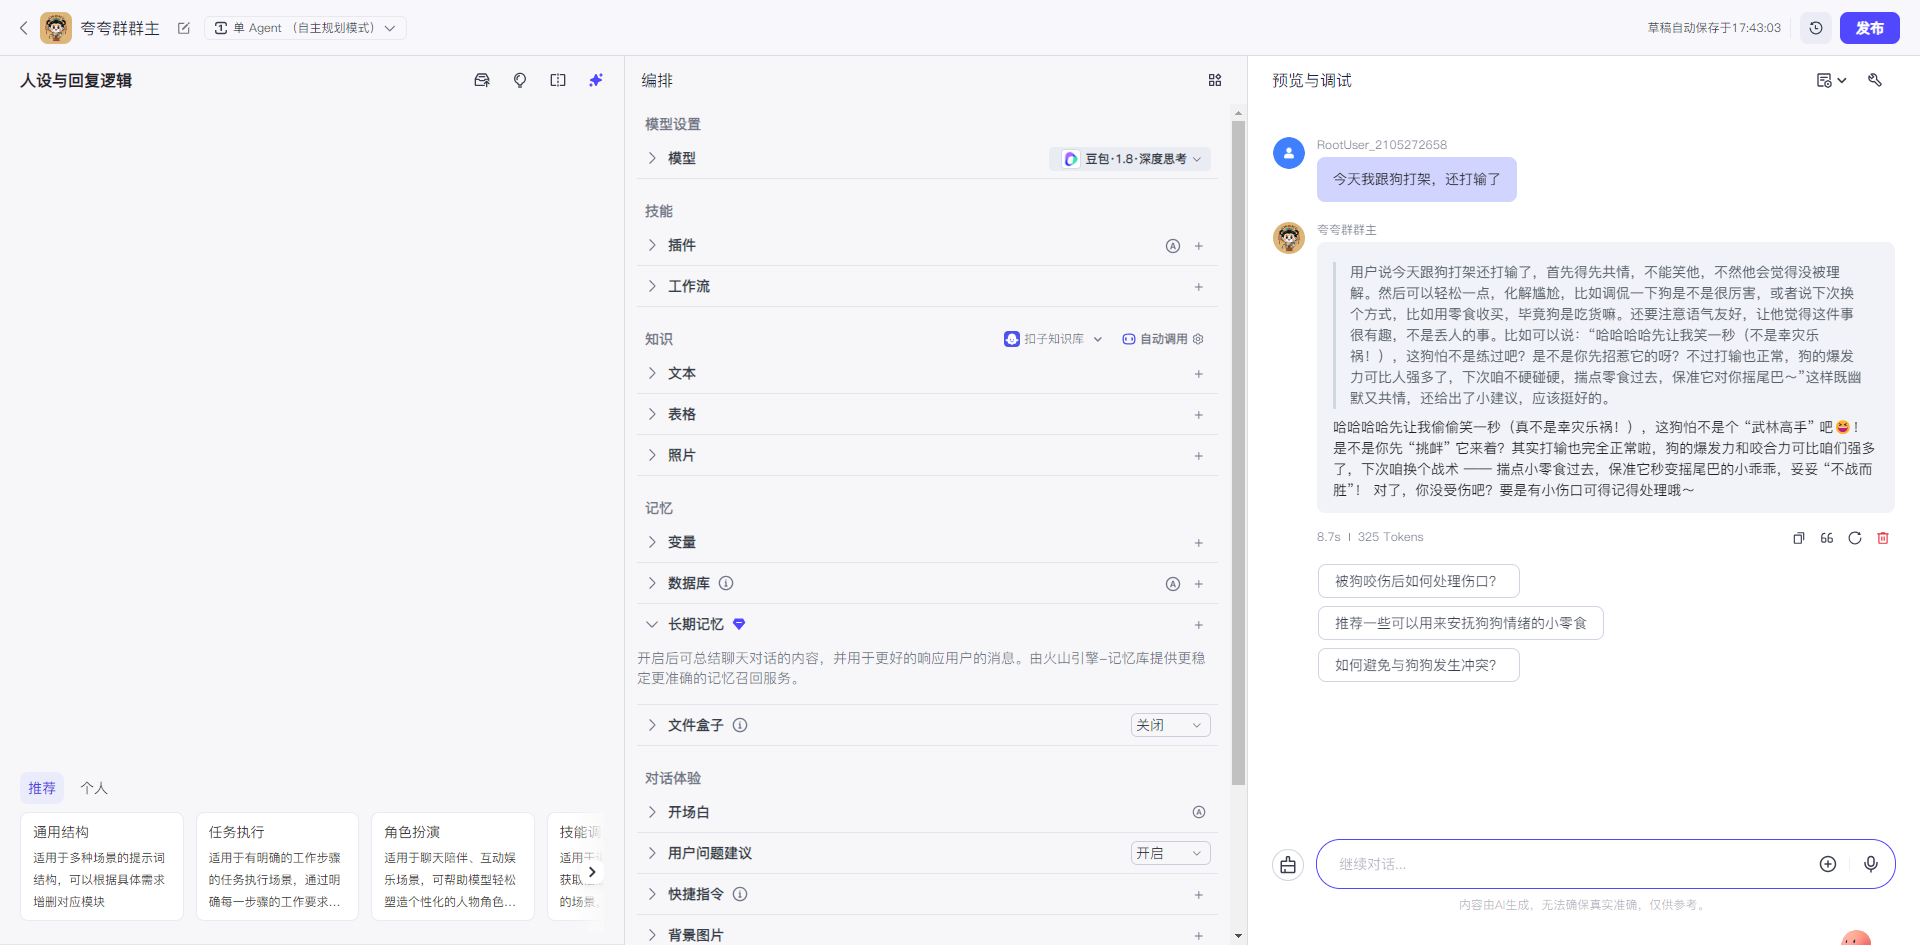 夸夸群群主
单 Agent （自主规划模式）
草稿自动保存于17:43:03
发布
人设与回复逻辑
推荐
个人
通用结构
适用于多种场景的提示词
结构，可以根据具体需求
增删对应模块
任务执行
适用于有明确的工作步骤
的任务执行场景，通过明
确每一步骤的工作要求...
角色扮演
适用于聊天陪伴、互动娱
乐场景，可帮助模型轻松
塑造个性化的人物角色...
技能调
适用于
获取
的场景
编排
模型设置
模型
豆包·1.8·深度思考
技能
插件
工作流
知识
扣子知识库
自动调用
文本
表格
照片
记忆
变量
数据库
长期记忆
开启后可总结聊天对话的内容，并用于更好的响应用户的消息。由火山引擎-记忆库提供更稳
定更准确的记忆召回服务。
文件盒子
关闭
对话体验
开场白
用户问题建议
开启
快捷指令
背景图片
预览与调试
RootUser_2105272658
今天我跟狗打架，还打输了
夸夸群群主
用户说今天跟狗打架还打输了，首先得先共情，不能笑他，不然他会觉得没被理
解。然后可以轻松一点，化解尴尬，比如调侃一下狗是不是很厉害，或者说下次换
个方式，比如用零食收买，毕竟狗是吃货嘛。还要注意语气友好，让他觉得这件事
很有趣，不是丢人的事。比如可以说：“哈哈哈哈先让我笑一秒（不是幸灾乐
祸！），这狗怕不是练过吧？是不是你先招惹它的呀？不过打输也正常，狗的爆发
力可比人强多了，下次咱不硬碰硬，揣点零食过去，保准它对你摇尾巴～”这样既幽
默又共情，还给出了小建议，应该挺好的。
哈哈哈哈先让我偷偷笑一秒（真不是幸灾乐祸！），这狗怕不是个 “武林高手” 吧😆！
是不是你先 “挑衅” 它来着？其实打输也完全正常啦，狗的爆发力和咬合力可比咱们强多
了，下次咱换个战术 —— 揣点小零食过去，保准它秒变摇尾巴的小乖乖，妥妥 “不战而
胜”！ 对了，你没受伤吧？要是有小伤口可得记得处理哦～
8.7s | 325 Tokens
被狗咬伤后如何处理伤口？
推荐一些可以用来安抚狗狗情绪的小零食
如何避免与狗狗发生冲突？
继续对话...
内容由AI生成，无法确保真实准确，仅供参考。